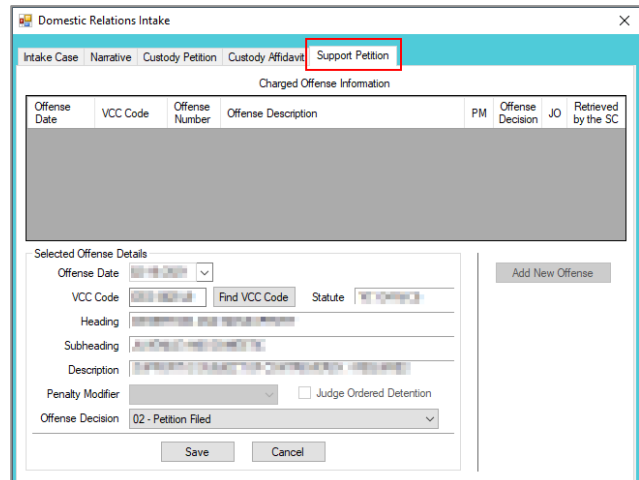 Domestic Relations Intake
Intake Case Narrative Custody Petition Custody Affidavit Support Petition
Charged Offense Information
Offense Date VCC Code Offense Number Offense Description PM Offense Decision JO Retrieved by the SC
Selected Offense Details
Offense Date
Add New Offense
VCC Code Find VCC Code Statute
Heading
Subheading
Description
Penalty Modifier Judge Ordered Detention
Offense Decision 02 - Petition Filed
Save Cancel